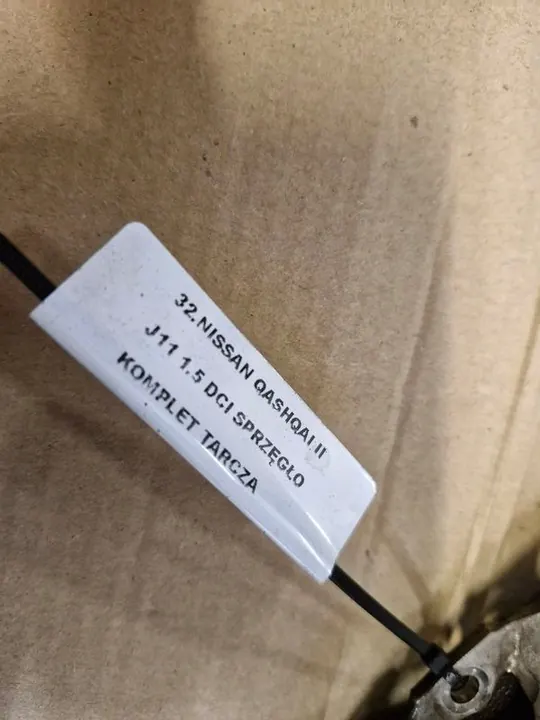 32.NISSAN QASHQAI II
J11 1.5 DCI SPRZĘGŁO
KOMPLET TARCZA